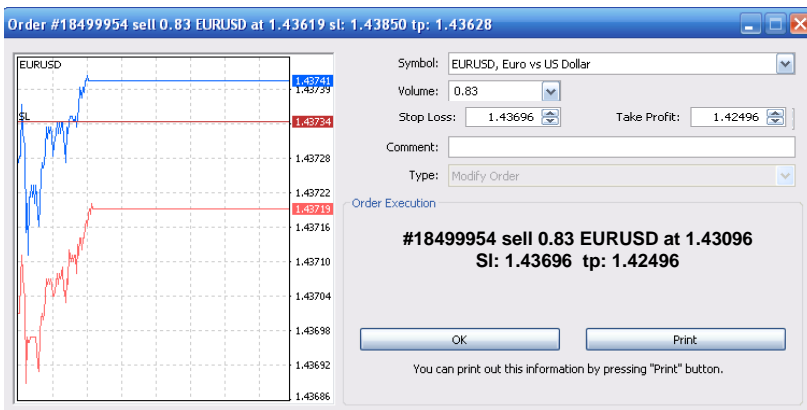 Order #18499954 sell 0.83 EURUSD at 1.43619 sl: 1.43850 tp: 1.43628
EURUSD
1.43741
1.43739
SL
1.43734
1.43728
1.43722
1.43719
1.43716
1.43710
1.43704
1.43698
1.43692
1.43686
Symbol: EURUSD, Euro vs US Dollar
Volume: 0.83
Stop Loss: 1.43696 Take Profit: 1.42496
Comment:
Type: Modify Order
Order Execution
#18499954 sell 0.83 EURUSD at 1.43096
Sl: 1.43696 tp: 1.42496
OK Print
You can print out this information by pressing "Print" button.